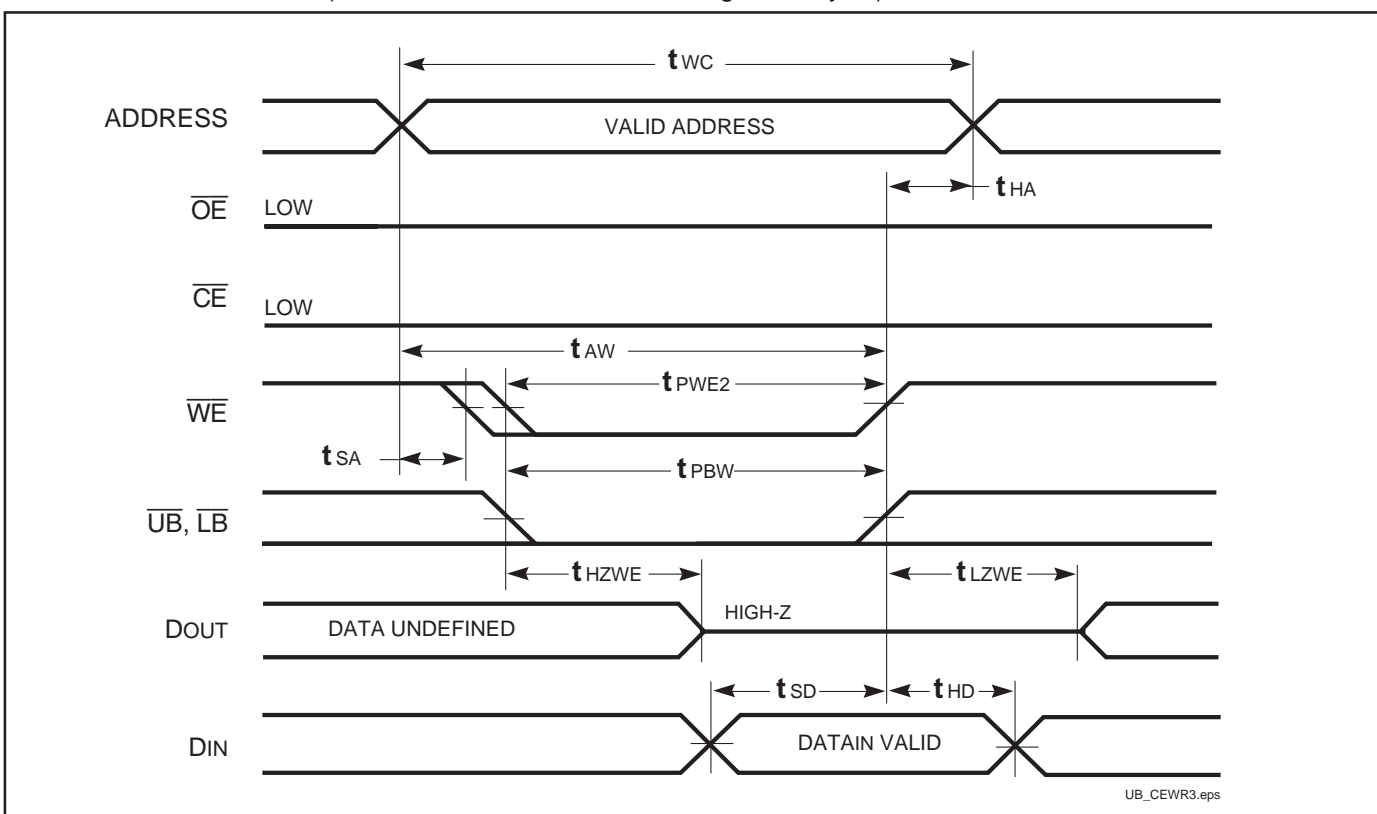 t WC
ADDRESS
VALID ADDRESS
t HA
OE
LOW
CE
LOW
t AW
t PWE2
WE
t SA
t PBW
UB, LB
t HZWE
t LZWE
HIGH-Z
DOUT
DATA UNDEFINED
t SD
t HD
DIN
DATAIN VALID
UB_CEWR3.eps